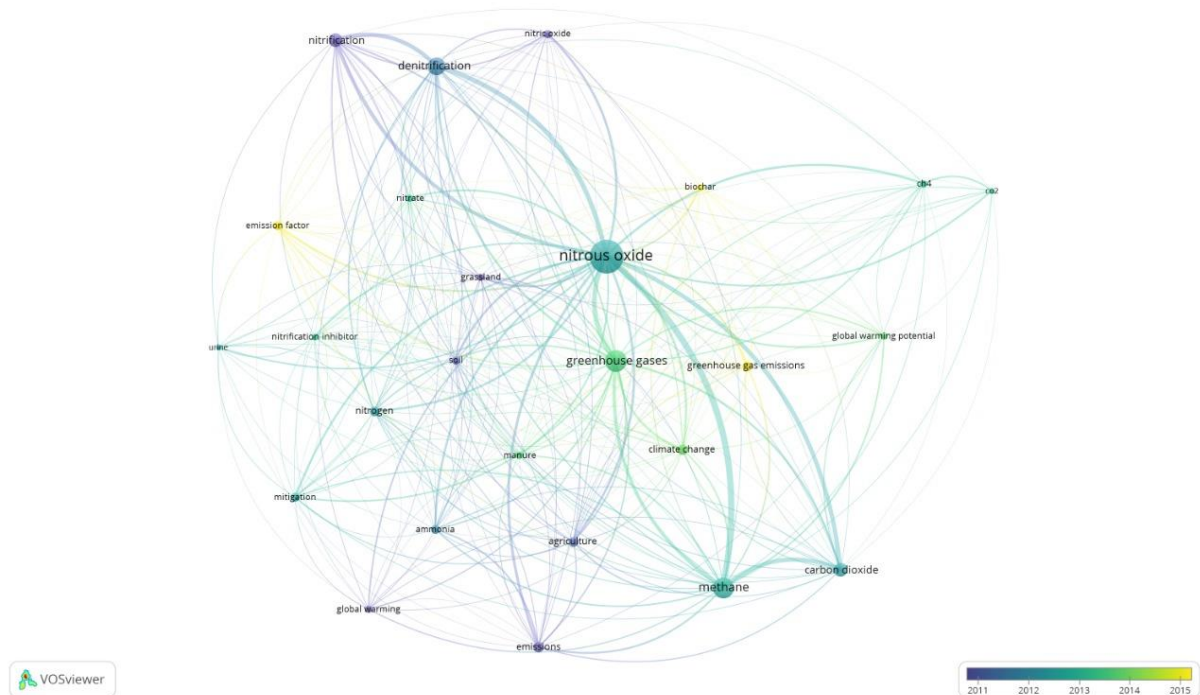 nitrification
nitric oxide
denitrification
biochar
ch4
co2
nitrate
emission factor
nitrous oxide
grassland
nitrification inhibitor
global warming potential
urine
soil
greenhouse gases
greenhouse gas emissions
nitrogen
climate change
manure
mitigation
ammonia
agriculture
carbon dioxide
methane
global warming
emissions
VOSviewer
2011 2012 2013 2014 2015